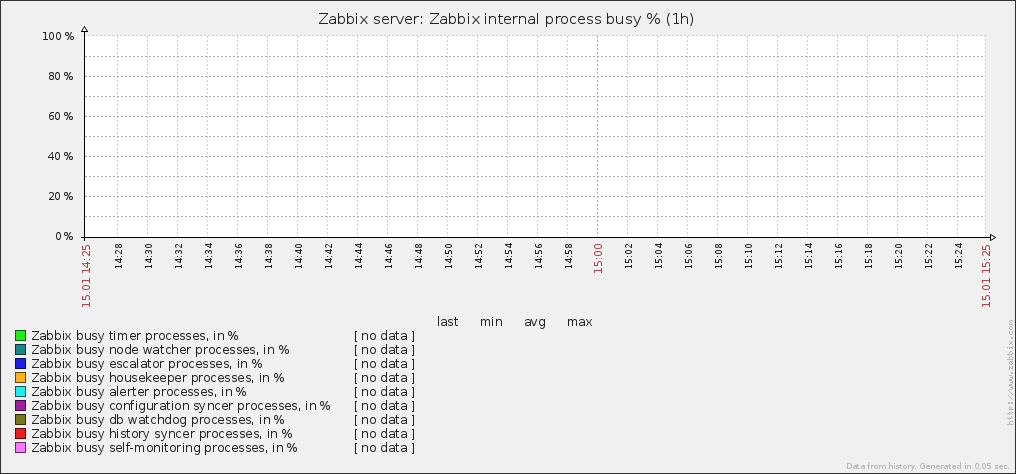 Zabbix server: Zabbix internal process busy % (1h)
100 %
80 %
60 %
40 %
20 %
0 %
15.01 14:25 14:28 14:30 14:32 14:34 14:36 14:38 14:40 14:42 14:44 14:46 14:48 14:50 14:52 14:54 14:56 14:58 15:00 15:02 15:04 15:06 15:08 15:10 15:12 15:14 15:16 15:18 15:20 15:22 15:24 15.01 15:25
last min avg max
Zabbix busy timer processes, in % [ no data ]
Zabbix busy node watcher processes, in % [ no data ]
Zabbix busy escalator processes, in % [ no data ]
Zabbix busy housekeeper processes, in % [ no data ]
Zabbix busy alerter processes, in % [ no data ]
Zabbix busy configuration syncer processes, in % [ no data ]
Zabbix busy db watchdog processes, in % [ no data ]
Zabbix busy history syncer processes, in % [ no data ]
Zabbix busy self-monitoring processes, in % [ no data ]
http://www.zabbix.com
Data from history. Generated in 0.05 sec.